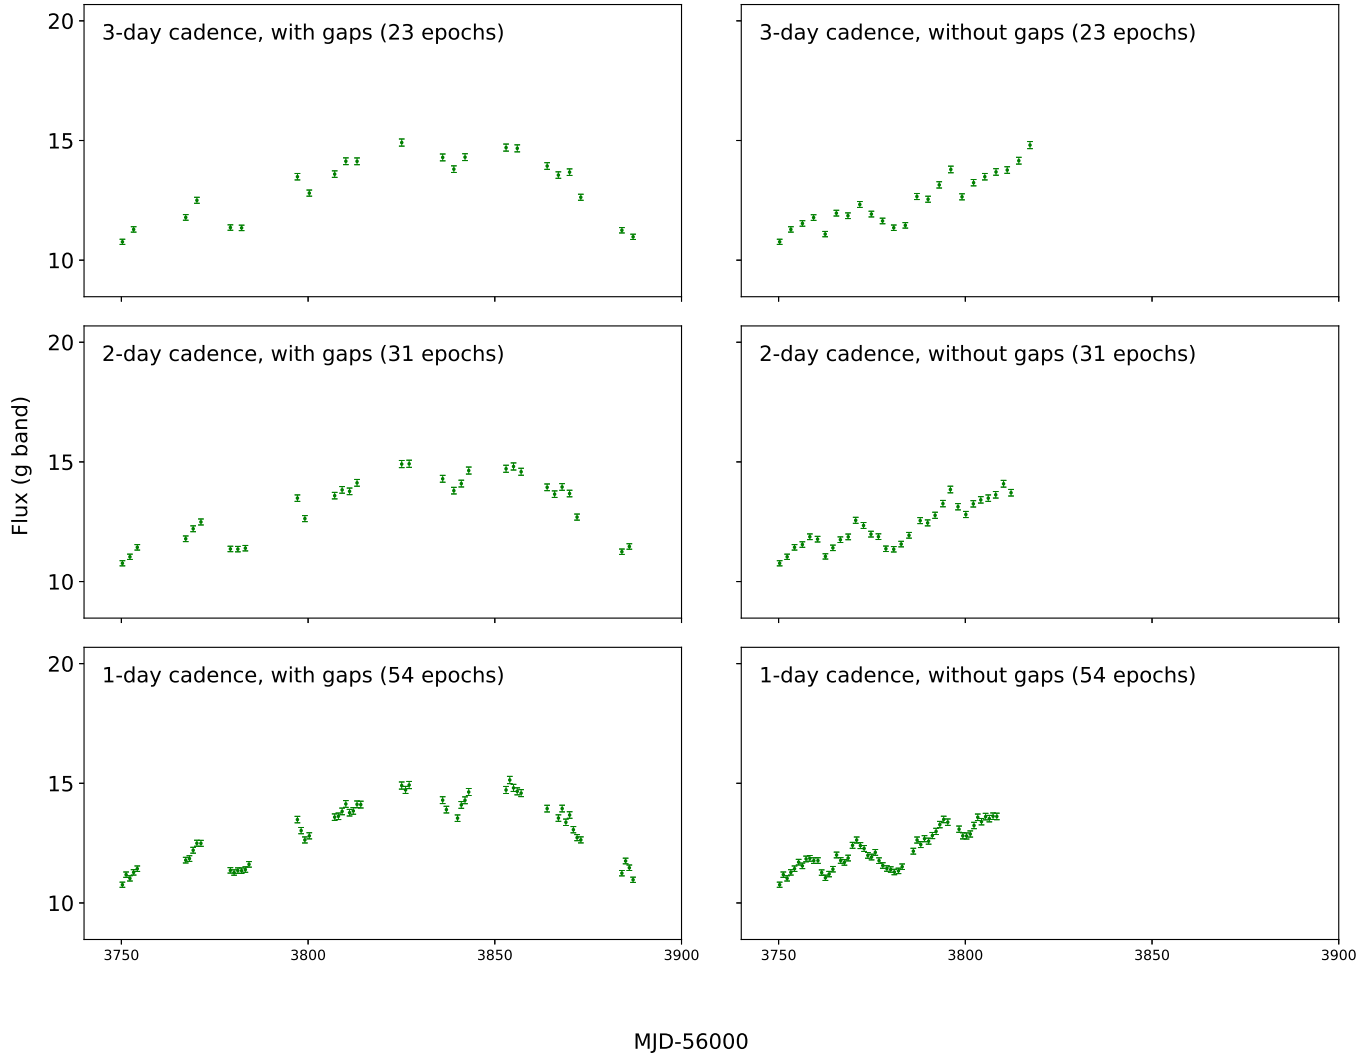 3-day cadence, with gaps (23 epochs)
3-day cadence, without gaps (23 epochs)
20
15
10
2-day cadence, with gaps (31 epochs)
2-day cadence, without gaps (31 epochs)
20
15
10
Flux (g band)
1-day cadence, with gaps (54 epochs)
1-day cadence, without gaps (54 epochs)
20
15
10
3750 3800 3850 3900
3750 3800 3850 3900
MJD-56000